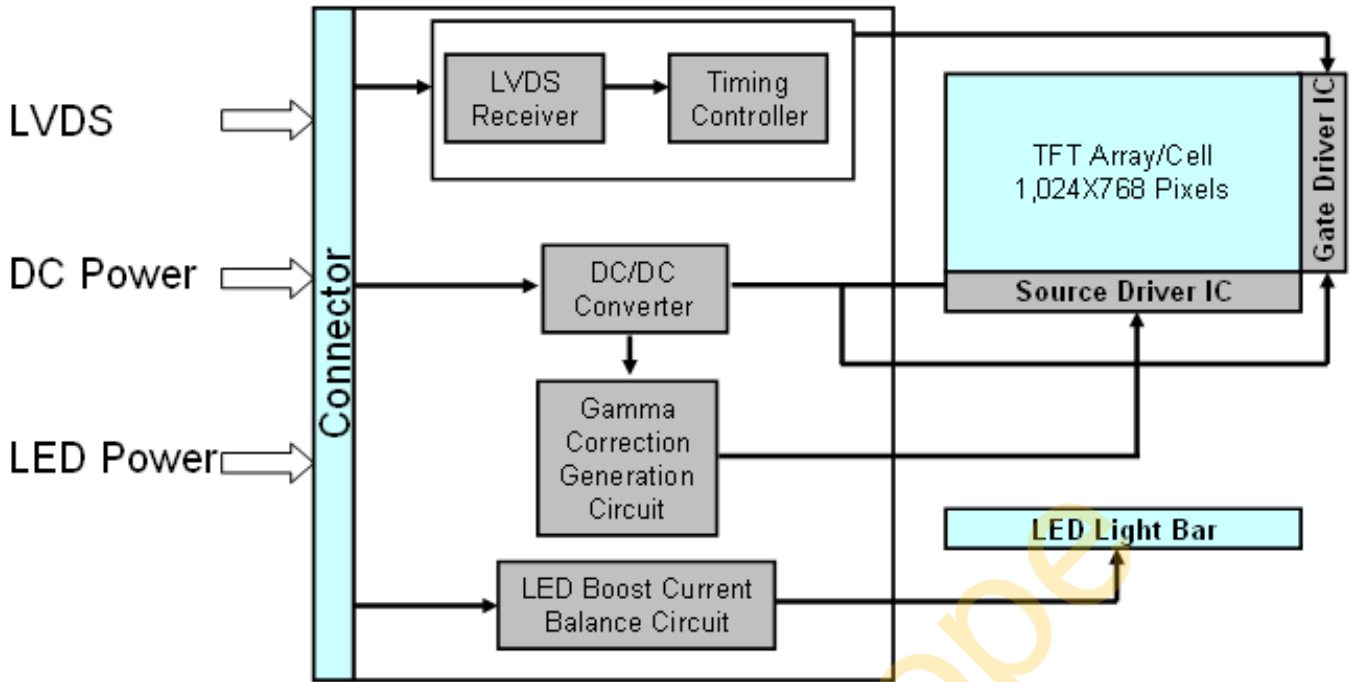 LVDS
DC Power
LED Power
Connector
LVDS
Receiver
Timing
Controller
DC/DC
Converter
Gamma
Correction
Generation
Circuit
LED Boost Current
Balance Circuit
TFT Array/Cell
1,024X768 Pixels
Gate Driver IC
Source Driver IC
LED Light Bar